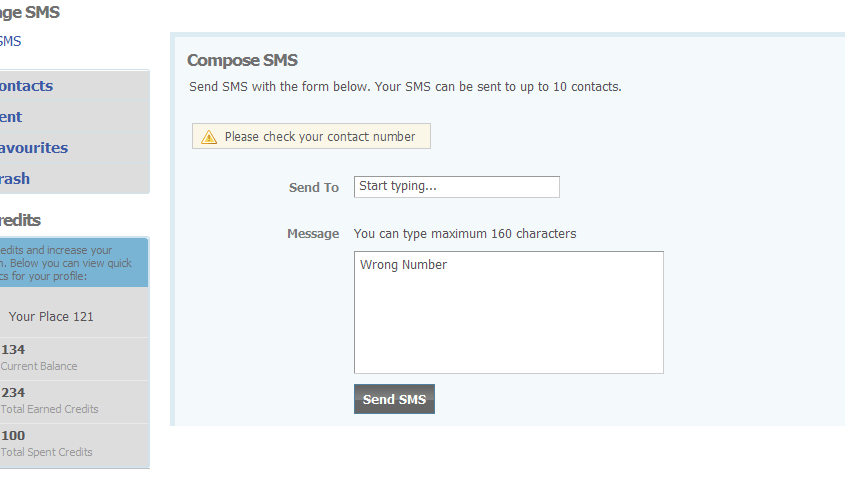 age SMS
SMS
ontacts
ent
avourites
rash
redits
edits and increase your
n. Below you can view quick
cs for your profile:
Your Place 121
134
Current Balance
234
Total Earned Credits
100
Total Spent Credits
Compose SMS
Send SMS with the form below. Your SMS can be sent to up to 10 contacts.
Please check your contact number
Send To Start typing...
Message You can type maximum 160 characters
Wrong Number
Send SMS